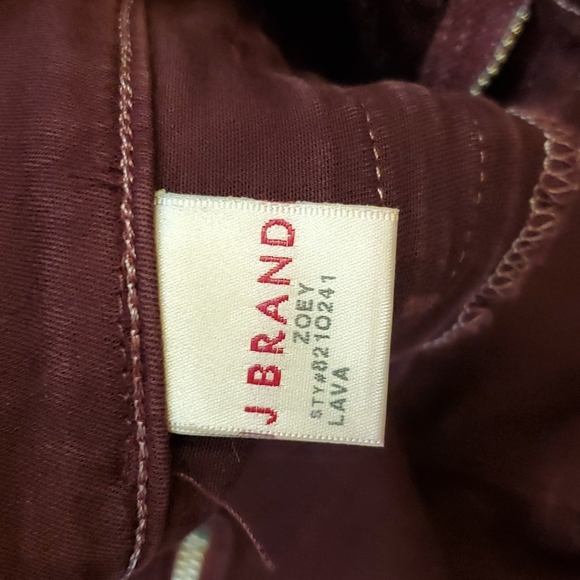 J BRAND
ZOEY
STY#8210241
LAVA